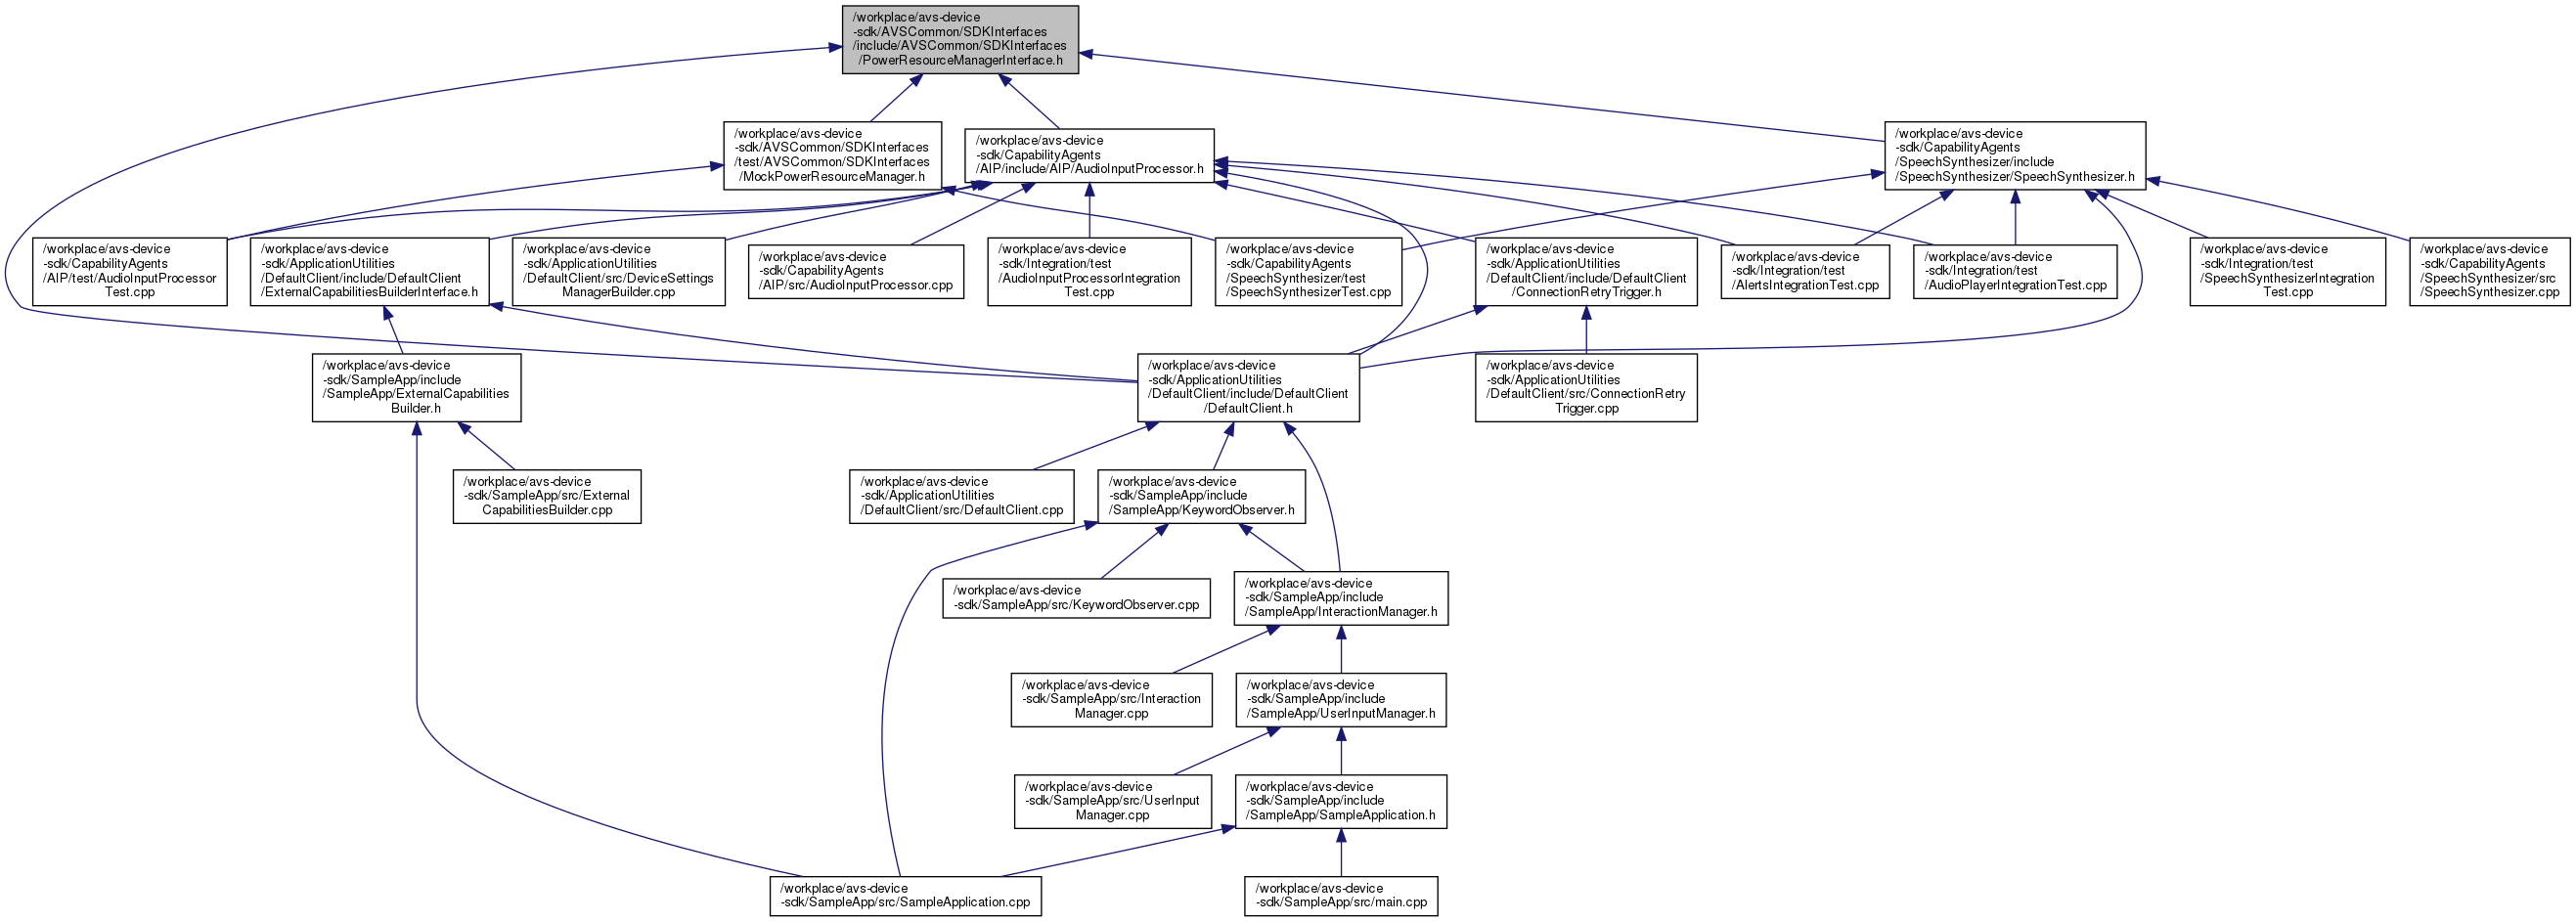 /workplace/avs-device
-sdk/AVSCommon/SDKInterfaces
/include/AVSCommon/SDKInterfaces
/PowerResourceManagerInterface.h
/workplace/avs-device
-sdk/AVSCommon/SDKInterfaces
/test/AVSCommon/SDKInterfaces
/MockPowerResourceManager.h
/workplace/avs-device
-sdk/CapabilityAgents
/AIP/include/AIP/AudioInputProcessor.h
/workplace/avs-device
-sdk/CapabilityAgents
/SpeechSynthesizer/include
/SpeechSynthesizer/SpeechSynthesizer.h
/workplace/avs-device
-sdk/CapabilityAgents
/AIP/test/AudioInputProcessor
Test.cpp
/workplace/avs-device
-sdk/ApplicationUtilities
/DefaultClient/include/DefaultClient
/ExternalCapabilitiesBuilderInterface.h
/workplace/avs-device
-sdk/ApplicationUtilities
/DefaultClient/src/DeviceSettings
ManagerBuilder.cpp
/workplace/avs-device
-sdk/CapabilityAgents
/AIP/src/AudioInputProcessor.cpp
/workplace/avs-device
-sdk/Integration/test
/AudioInputProcessorIntegration
Test.cpp
/workplace/avs-device
-sdk/CapabilityAgents
/SpeechSynthesizer/test
/SpeechSynthesizerTest.cpp
/workplace/avs-device
-sdk/ApplicationUtilities
/DefaultClient/include/DefaultClient
/ConnectionRetryTrigger.h
/workplace/avs-device
-sdk/Integration/test
/AlertsIntegrationTest.cpp
/workplace/avs-device
-sdk/Integration/test
/AudioPlayerIntegrationTest.cpp
/workplace/avs-device
-sdk/Integration/test
/SpeechSynthesizerIntegration
Test.cpp
/workplace/avs-device
-sdk/CapabilityAgents
/SpeechSynthesizer/src
/SpeechSynthesizer.cpp
/workplace/avs-device
-sdk/SampleApp/include
/SampleApp/ExternalCapabilities
Builder.h
/workplace/avs-device
-sdk/ApplicationUtilities
/DefaultClient/include/DefaultClient
/DefaultClient.h
/workplace/avs-device
-sdk/ApplicationUtilities
/DefaultClient/src/ConnectionRetry
Trigger.cpp
/workplace/avs-device
-sdk/SampleApp/src/External
CapabilitiesBuilder.cpp
/workplace/avs-device
-sdk/ApplicationUtilities
/DefaultClient/src/DefaultClient.cpp
/workplace/avs-device
-sdk/SampleApp/include
/SampleApp/KeywordObserver.h
/workplace/avs-device
-sdk/SampleApp/src/KeywordObserver.cpp
/workplace/avs-device
-sdk/SampleApp/include
/SampleApp/InteractionManager.h
/workplace/avs-device
-sdk/SampleApp/src/Interaction
Manager.cpp
/workplace/avs-device
-sdk/SampleApp/include
/SampleApp/UserInputManager.h
/workplace/avs-device
-sdk/SampleApp/src/UserInput
Manager.cpp
/workplace/avs-device
-sdk/SampleApp/include
/SampleApp/SampleApplication.h
/workplace/avs-device
-sdk/SampleApp/src/SampleApplication.cpp
/workplace/avs-device
-sdk/SampleApp/src/main.cpp